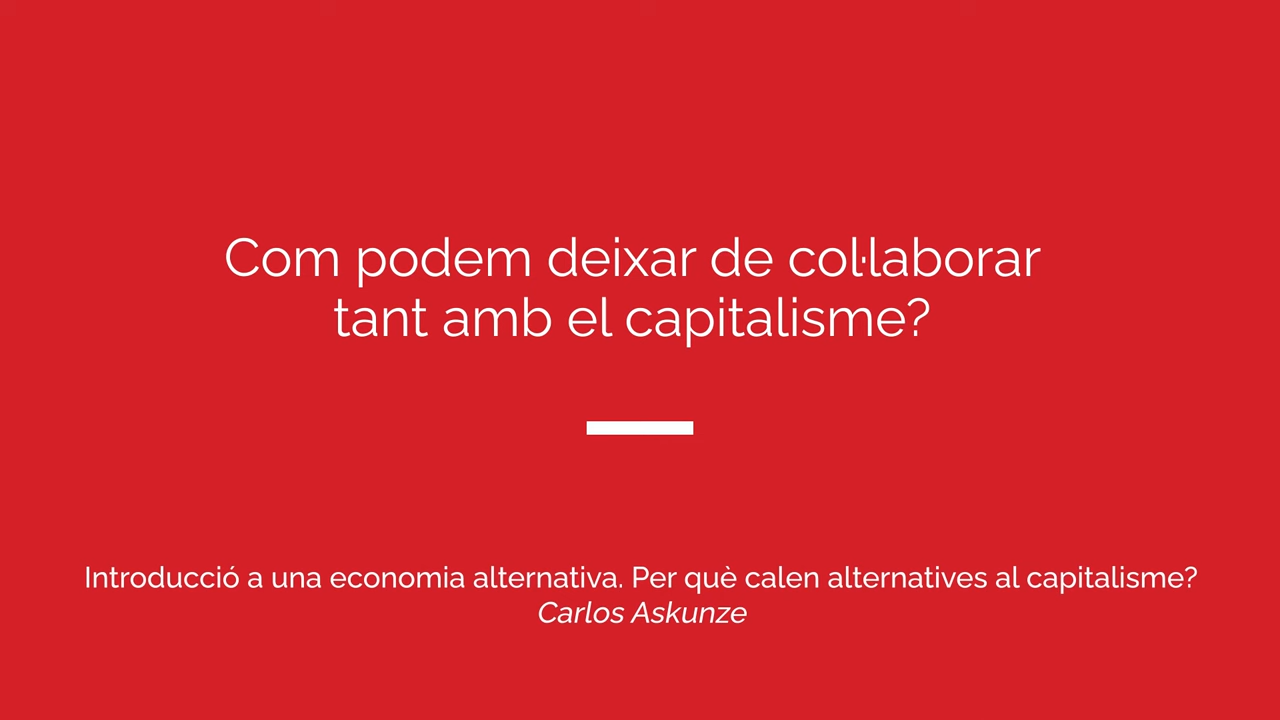 Com podem deixar de col·laborar
tant amb el capitalisme?
Introducció a una economia alternativa. Per què calen alternatives al capitalisme?
Carlos Askunze